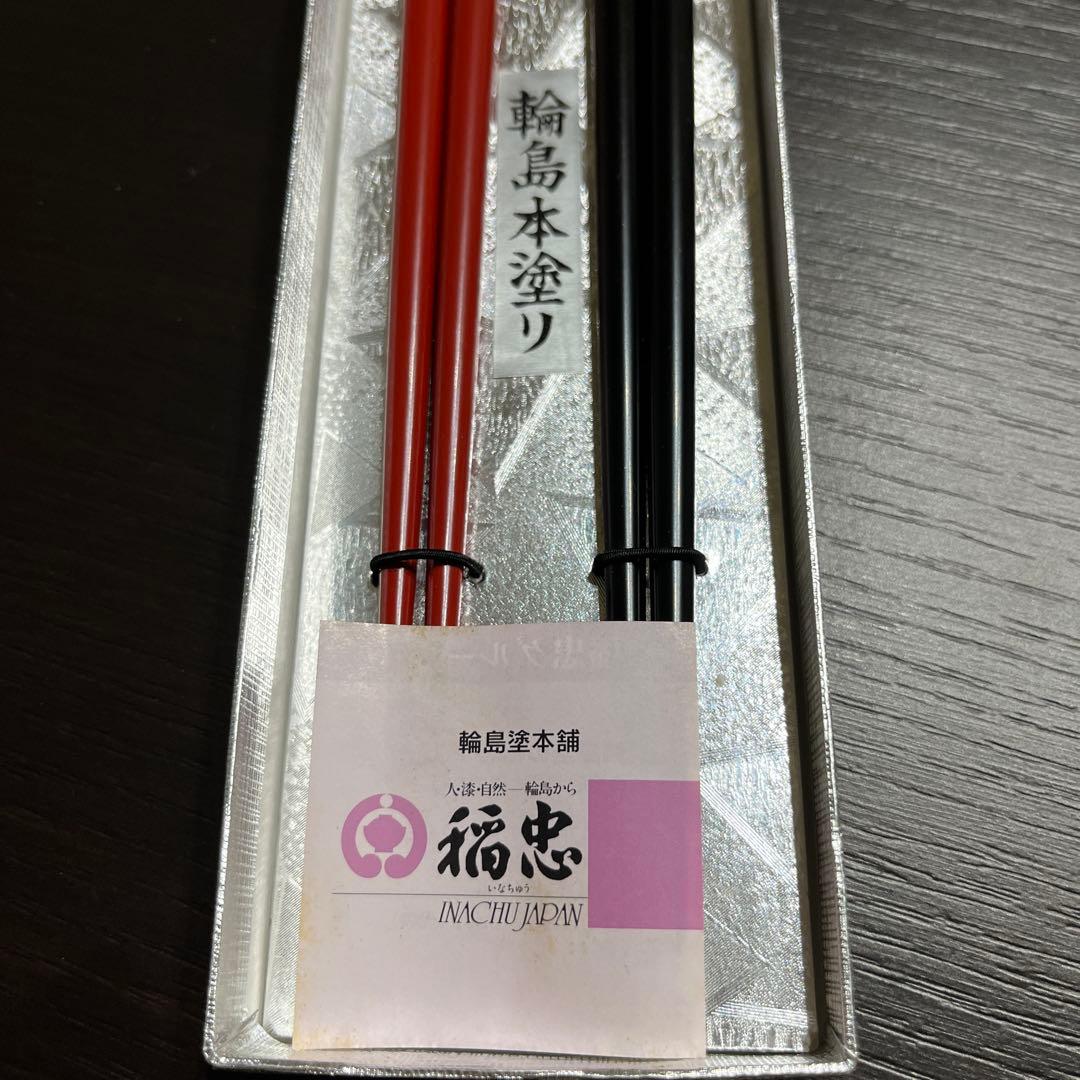 輪島本塗り
輪島塗本舗
人・漆・自然―輪島から
稲忠
いなちゅう
INACHU JAPAN